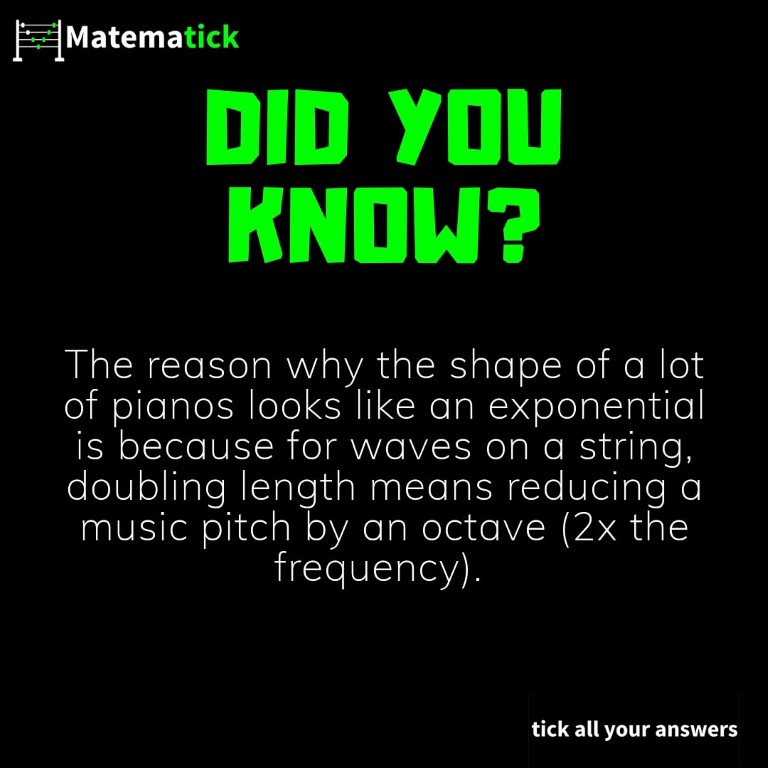 Matematick
DID YOU
KNOW?
The reason why the shape of a lot
of pianos looks like an exponential
is because for waves on a string,
doubling length means reducing a
music pitch by an octave (2x the
frequency).
tick all your answers